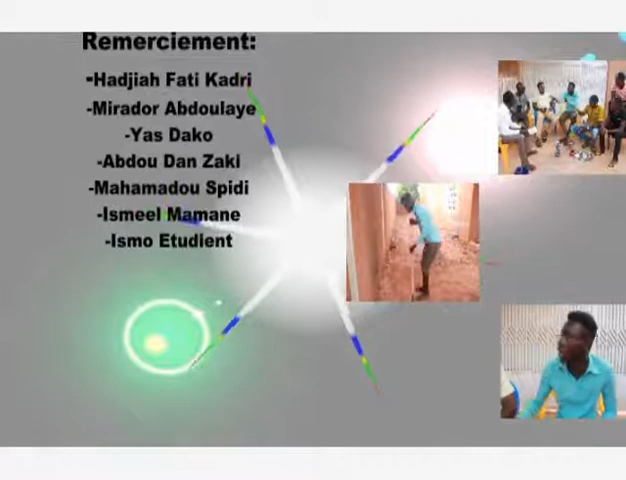 Remerciement:
-Hadjiah Fati Kadri
-Mirador Abdoulaye
-Yas Dako
-Abdou Dan Zaki
-Mahamadou Spidi
-Ismeel Mamane
-Ismo Etudient